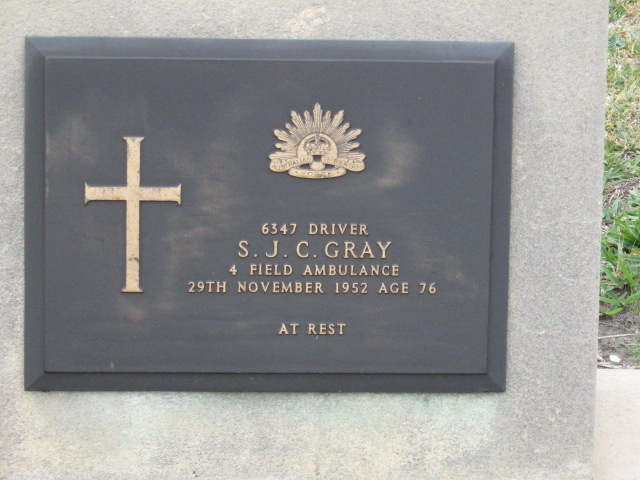 6347 DRIVER
S. J. C. GRAY
4 FIELD AMBULANCE
29TH NOVEMBER 1952 AGE 76
AT REST